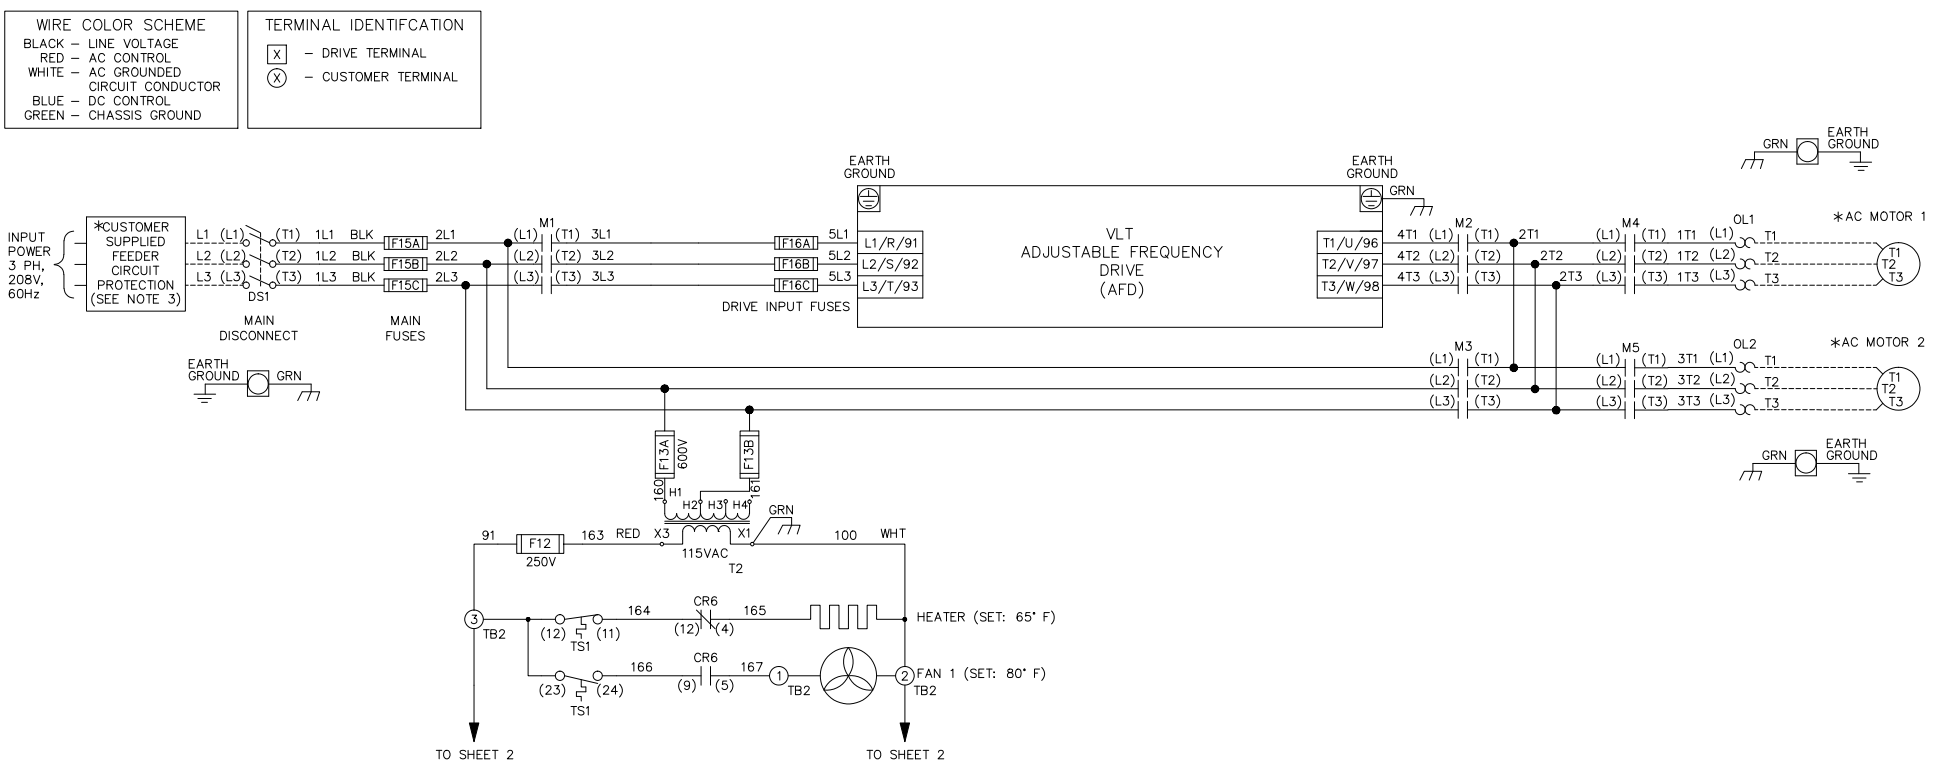 WIRE COLOR SCHEME
BLACK – LINE VOLTAGE
RED – AC CONTROL
WHITE – AC GROUNDED
CIRCUIT CONDUCTOR
BLUE – DC CONTROL
GREEN – CHASSIS GROUND
TERMINAL IDENTIFCATION
X – DRIVE TERMINAL
X – CUSTOMER TERMINAL
INPUT
POWER
3 PH,
208V,
60Hz
*CUSTOMER
SUPPLIED
FEEDER
CIRCUIT
PROTECTION
(SEE NOTE 3)
L1 (L1) (T1) 1L1 BLK F15A 2L1 (L1) M1 (T1) 3L1 F16A 5L1 L1/R/91
L2 (L2) (T2) 1L2 BLK F15B 2L2 (L2) (T2) 3L2 F16B 5L2 L2/S/92
L3 (L3) (T3) 1L3 BLK F15C 2L3 (L3) (T3) 3L3 F16C 5L3 L3/T/93
DS1
MAIN
DISCONNECT
MAIN
FUSES
DRIVE INPUT FUSES
EARTH
GROUND
GRN
EARTH
GROUND
VLT
ADJUSTABLE FREQUENCY
DRIVE
(AFD)
EARTH
GROUND
GRN
T1/U/96 4T1 (L1) M2 (T1) 2T1 (L1) M4 (T1) 1T1 (L1) OL1 T1
T2/V/97 4T2 (L2) (T2) 2T2 (L2) (T2) 1T2 (L2) T2
T3/W/98 4T3 (L3) (T3) 2T3 (L3) (T3) 1T3 (L3) T3
GRN
EARTH
GROUND
*AC MOTOR 1
T1
T2
T3
(L1) M3 (T1) (L1) M5 (T1) 3T1 (L1) OL2 T1
(L2) (T2) (L2) (T2) 3T2 (L2) T2
(L3) (T3) (L3) (T3) 3T3 (L3) T3
*AC MOTOR 2
T1
T2
T3
GRN
EARTH
GROUND
F13A
600V
F13B
160
161
H1
H2 H3 H4
GRN
91 F12 163 RED X3 X1 100 WHT
250V
115VAC
T2
3
TB2
(12) (11)
TS1
164
CR6
(12) (4)
165
HEATER (SET: 65° F)
(23) (24)
TS1
166
CR6
(9) (5)
167
1
TB2
2
TB2
FAN 1 (SET: 80° F)
TO SHEET 2
TO SHEET 2